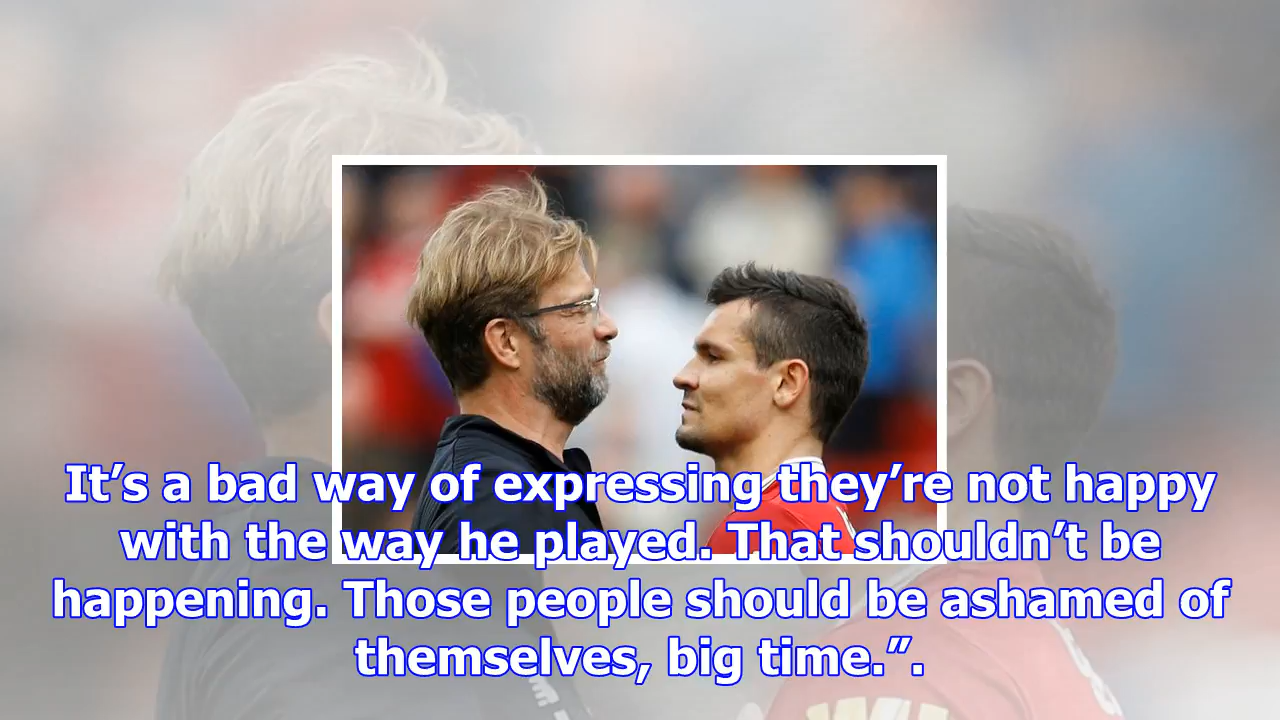 It’s a bad way of expressing they’re not happy
with the way he played. That shouldn’t be
happening. Those people should be ashamed of
themselves, big time.”.